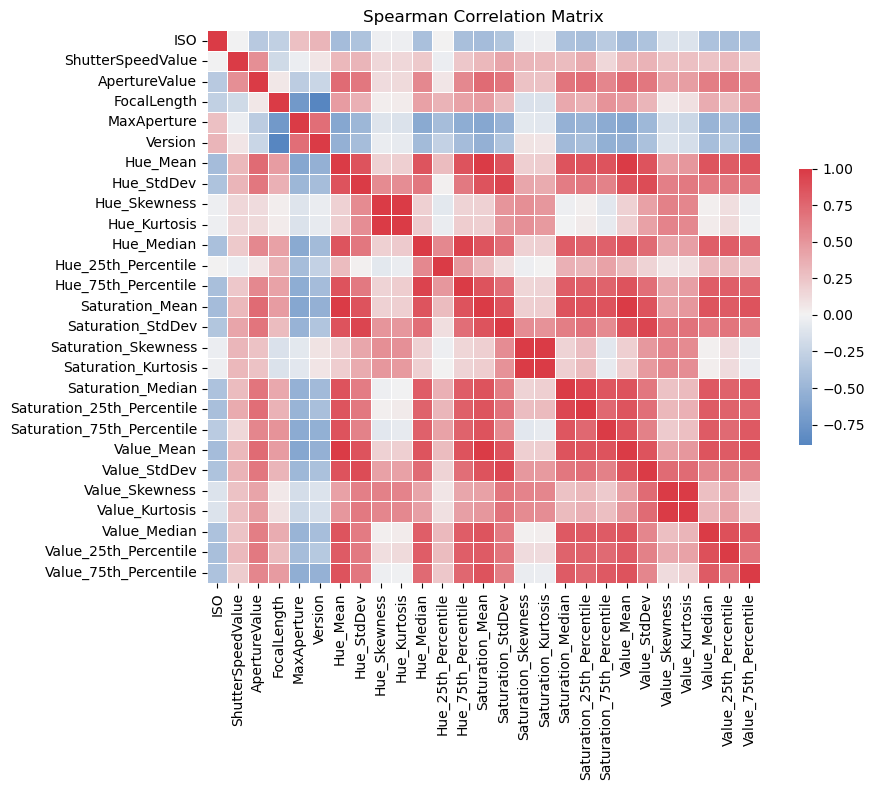 Spearman Correlation Matrix
ISO
ShutterSpeedValue
ApertureValue
FocalLength
MaxAperture
Version
Hue_Mean
Hue_StdDev
Hue_Skewness
Hue_Kurtosis
Hue_Median
Hue_25th_Percentile
Hue_75th_Percentile
Saturation_Mean
Saturation_StdDev
Saturation_Skewness
Saturation_Kurtosis
Saturation_Median
Saturation_25th_Percentile
Saturation_75th_Percentile
Value_Mean
Value_StdDev
Value_Skewness
Value_Kurtosis
Value_Median
Value_25th_Percentile
Value_75th_Percentile
ISO
ShutterSpeedValue
ApertureValue
FocalLength
MaxAperture
Version
Hue_Mean
Hue_StdDev
Hue_Skewness
Hue_Kurtosis
Hue_Median
Hue_25th_Percentile
Hue_75th_Percentile
Saturation_Mean
Saturation_StdDev
Saturation_Skewness
Saturation_Kurtosis
Saturation_Median
Saturation_25th_Percentile
Saturation_75th_Percentile
Value_Mean
Value_StdDev
Value_Skewness
Value_Kurtosis
Value_Median
Value_25th_Percentile
Value_75th_Percentile
1.00
0.75
0.50
0.25
0.00
−0.25
−0.50
−0.75